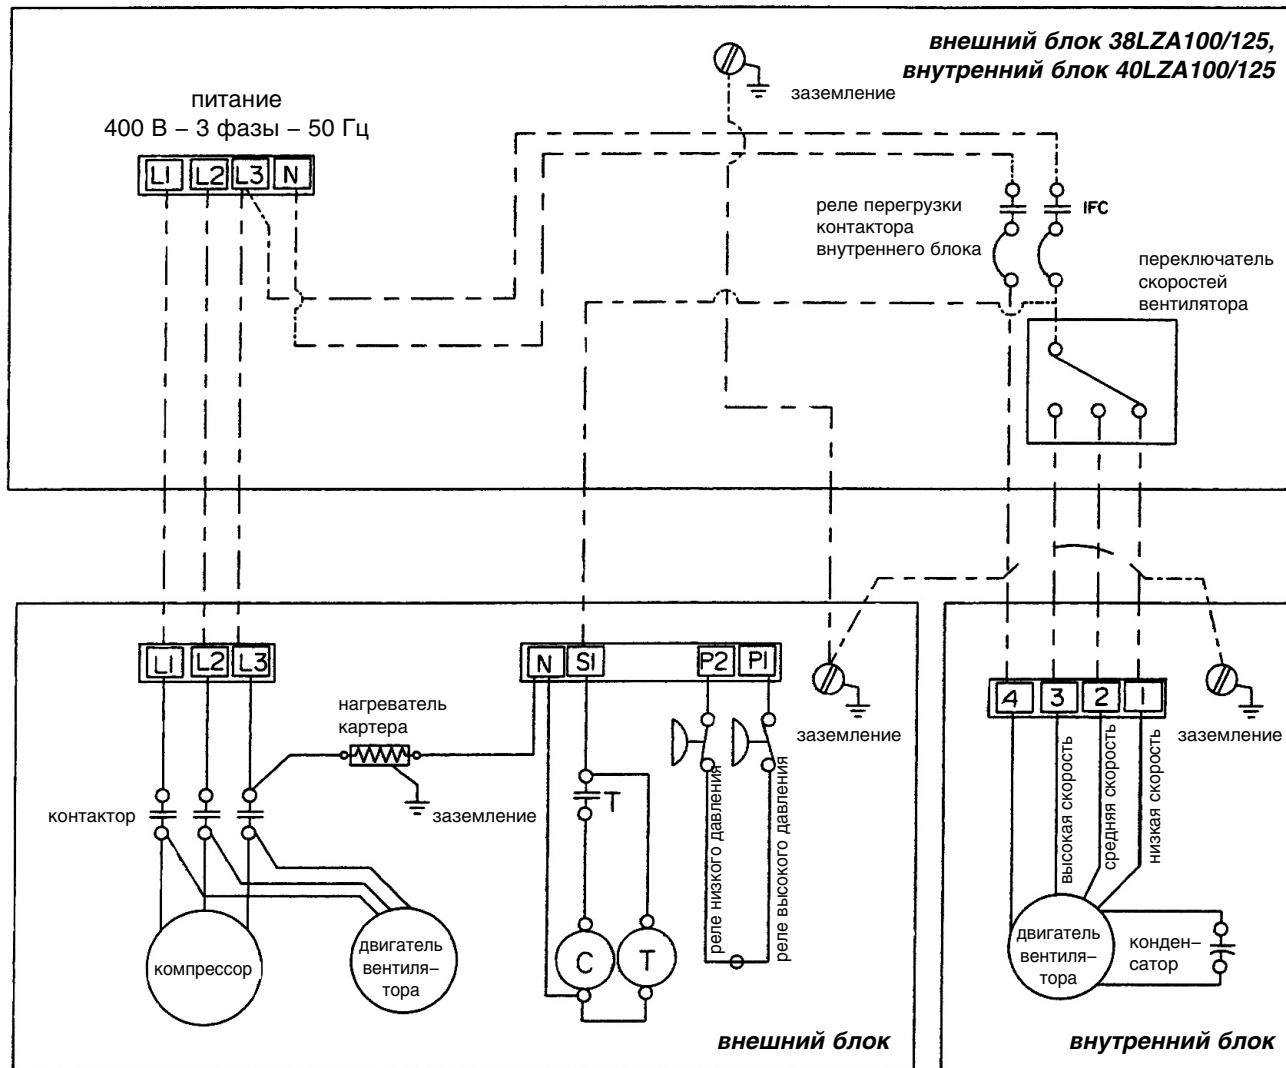 внешний блок 38LZA100/125,
внутренний блок 40LZA100/125
заземление
питание
400 В – 3 фазы – 50 Гц
L1 L2 L3 N
реле перегрузки
контактора
внутреннего блока
IFC
переключатель
скоростей
вентилятора
L1 L2 L3
N S1 P2 P1
заземление
4 3 2 1
заземление
нагреватель
картера
контактор
заземление
T
реле низкого давления
реле высокого давления
высокая скорость
средняя скорость
низкая скорость
компрессор
двигатель
вентиля–
тора
C
T
двигатель
вентиля–
тора
конден–
сатор
внешний блок
внутренний блок